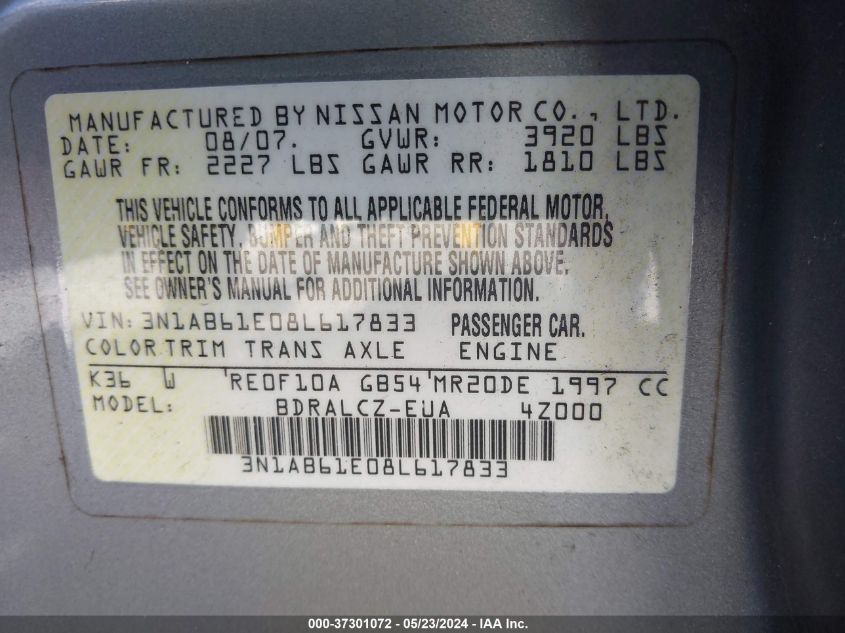 MANUFACTURED BY NISSAN MOTOR CO., LTD.
DATE: 08/07. GVWR: 3920 LBS
GAWR FR: 2227 LBS GAWR RR: 1810 LBS
THIS VEHICLE CONFORMS TO ALL APPLICABLE FEDERAL MOTOR,
VEHICLE SAFETY, BUMPER AND THEFT PREVENTION STANDARDS
IN EFFECT ON THE DATE OF MANUFACTURE SHOWN ABOVE.
SEE OWNER'S MANUAL FOR ADDITIONAL INFORMATION.
VIN: 3N1AB61E08L617833 PASSENGER CAR.
COLOR TRIM TRANS AXLE ENGINE
K36 W RE0F10A GB54 MR20DE 1997 CC
MODEL: BDRALCZ-EUA 4Z000
3N1AB61E08L617833
000-37301072 - 05/23/2024 - IAA Inc.